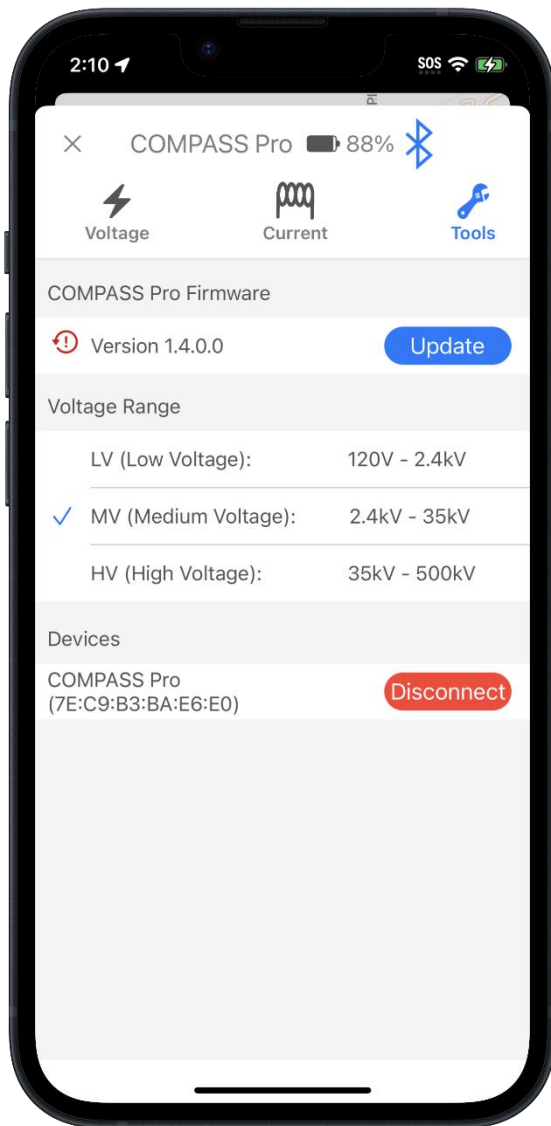 2:10
SOS
COMPASS Pro 88%
Voltage
Current
Tools
COMPASS Pro Firmware
Version 1.4.0.0
Update
Voltage Range
LV (Low Voltage): 120V - 2.4kV
MV (Medium Voltage): 2.4kV - 35kV
HV (High Voltage): 35kV - 500kV
Devices
COMPASS Pro
(7E:C9:B3:BA:E6:E0)
Disconnect